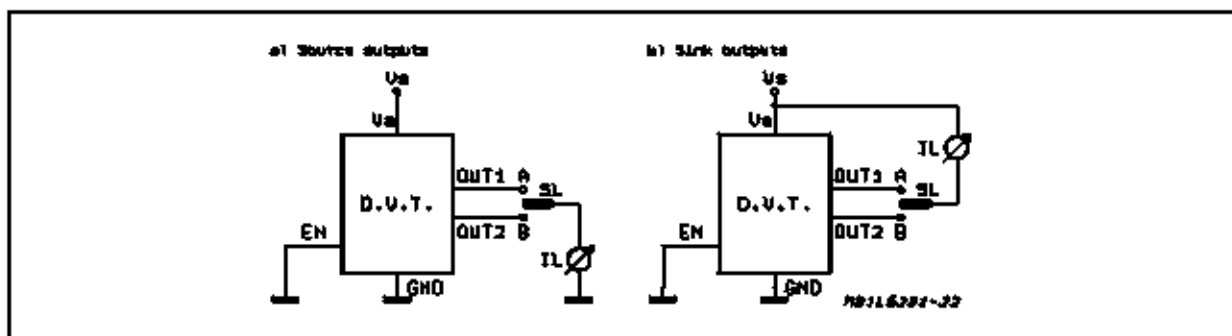 a) Source outputs
Vs
Vs
OUT1 A
SL
D.U.T.
EN
OUT2 B
IL
GND
b) Sink outputs
Vs
Vs
IL
OUT1 A
SL
D.U.T.
EN
OUT2 B
GND